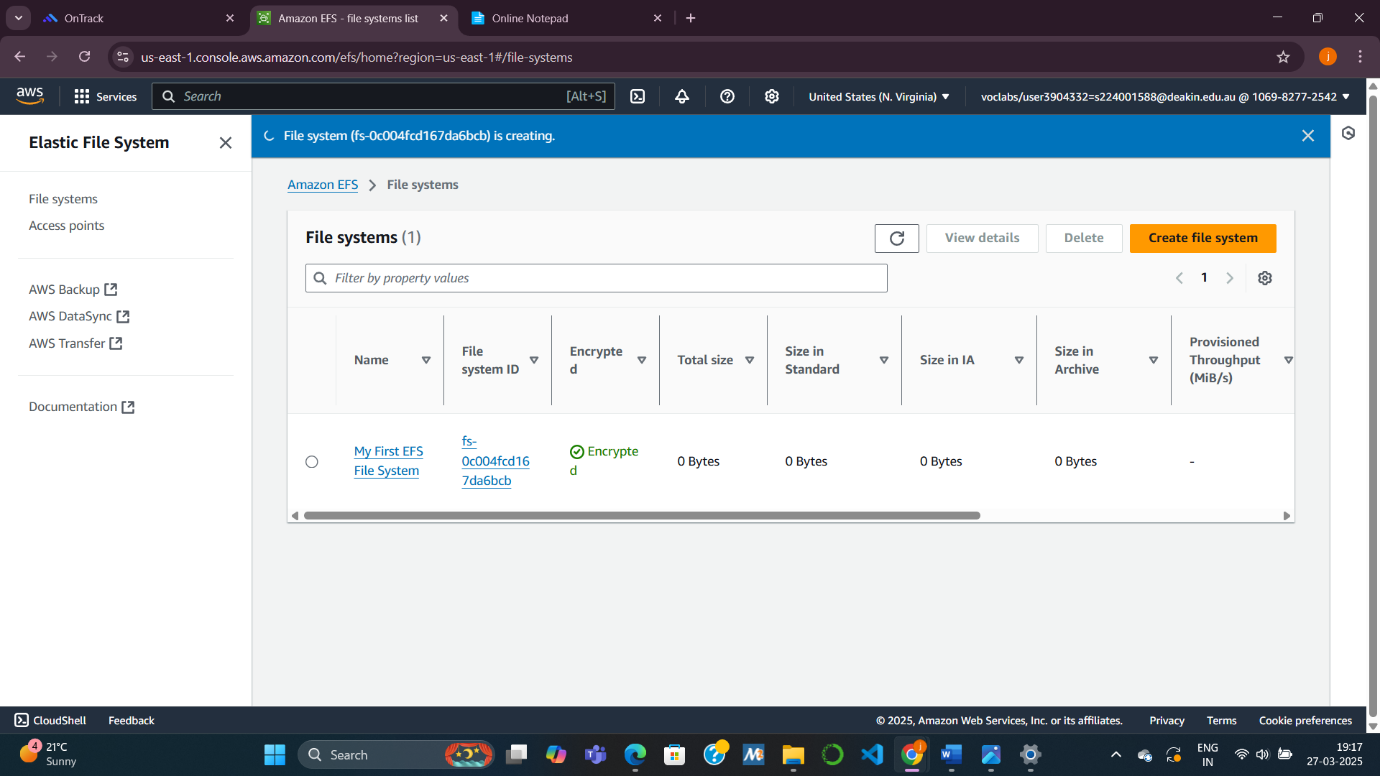 OnTrack
Amazon EFS - file systems list
Online Notepad
us-east-1.console.aws.amazon.com/efs/home?region=us-east-1#/file-systems
j
aws
Services
Search
[Alt+S]
United States (N. Virginia)
voclabs/user3904332=s224001588@deakin.edu.au @ 1069-8277-2542
Elastic File System
File systems
Access points
AWS Backup
AWS DataSync
AWS Transfer
Documentation
File system (fs-0c004fcd167da6bcb) is creating.
Amazon EFS
File systems
File systems (1)
View details
Delete
Create file system
Filter by property values
1
Name
File
system ID
Encrypte
d
Total size
Size in
Standard
Size in IA
Size in
Archive
Provisioned
Throughput
(MiB/s)
My First EFS
File System
fs-
0c004fcd16
7da6bcb
Encrypte
d
0 Bytes
0 Bytes
0 Bytes
0 Bytes
-
CloudShell
Feedback
© 2025, Amazon Web Services, Inc. or its affiliates.
Privacy
Terms
Cookie preferences
4
21°C
Sunny
Search
j
ENG
IN
19:17
27-03-2025